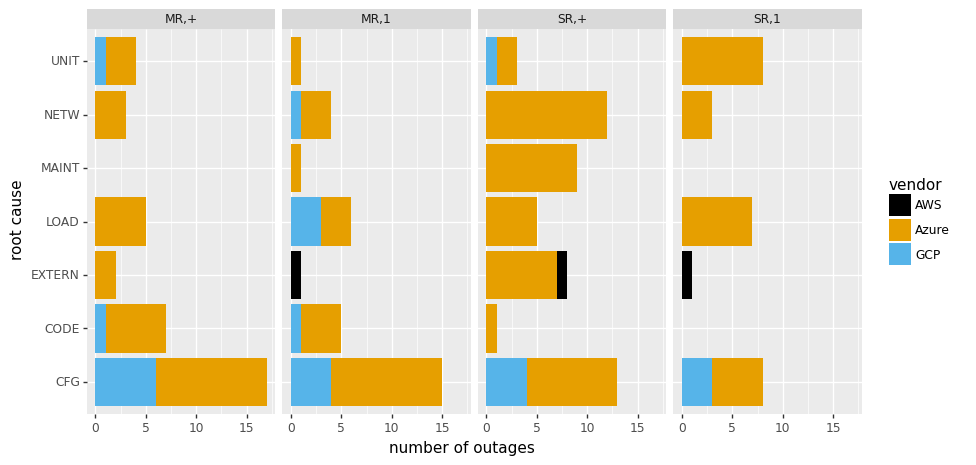 MR,+ MR,1 SR,+ SR,1
UNIT
NETW
MAINT
LOAD
EXTERN
CODE
CFG
root cause
0 5 10 15 0 5 10 15 0 5 10 15 0 5 10 15
number of outages
vendor
AWS
Azure
GCP